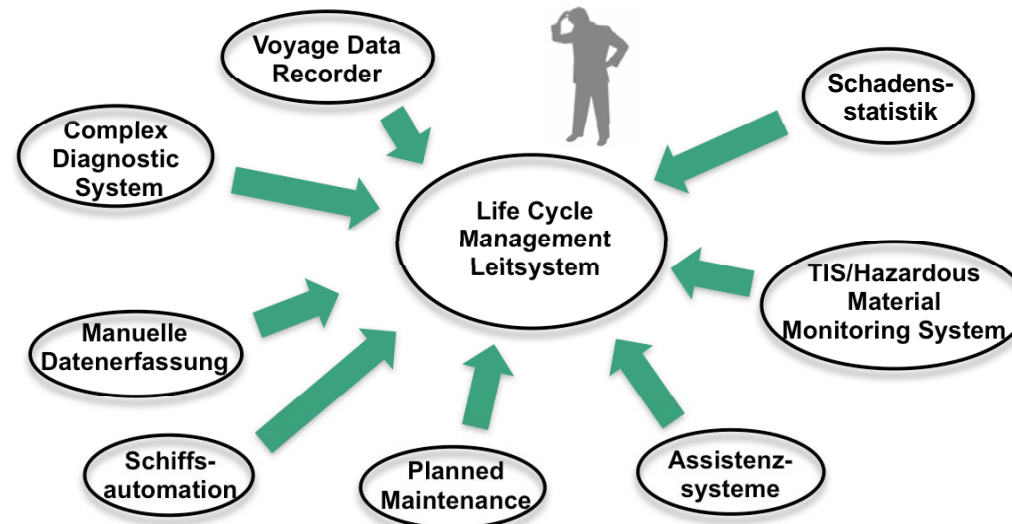 Voyage Data
Recorder
Schadens-
statistik
Complex
Diagnostic
System
Life Cycle
Management
Leitsystem
TIS/Hazardous
Material
Monitoring System
Manuelle
Datenerfassung
Schiffs-
automation
Planned
Maintenance
Assistenz-
systeme